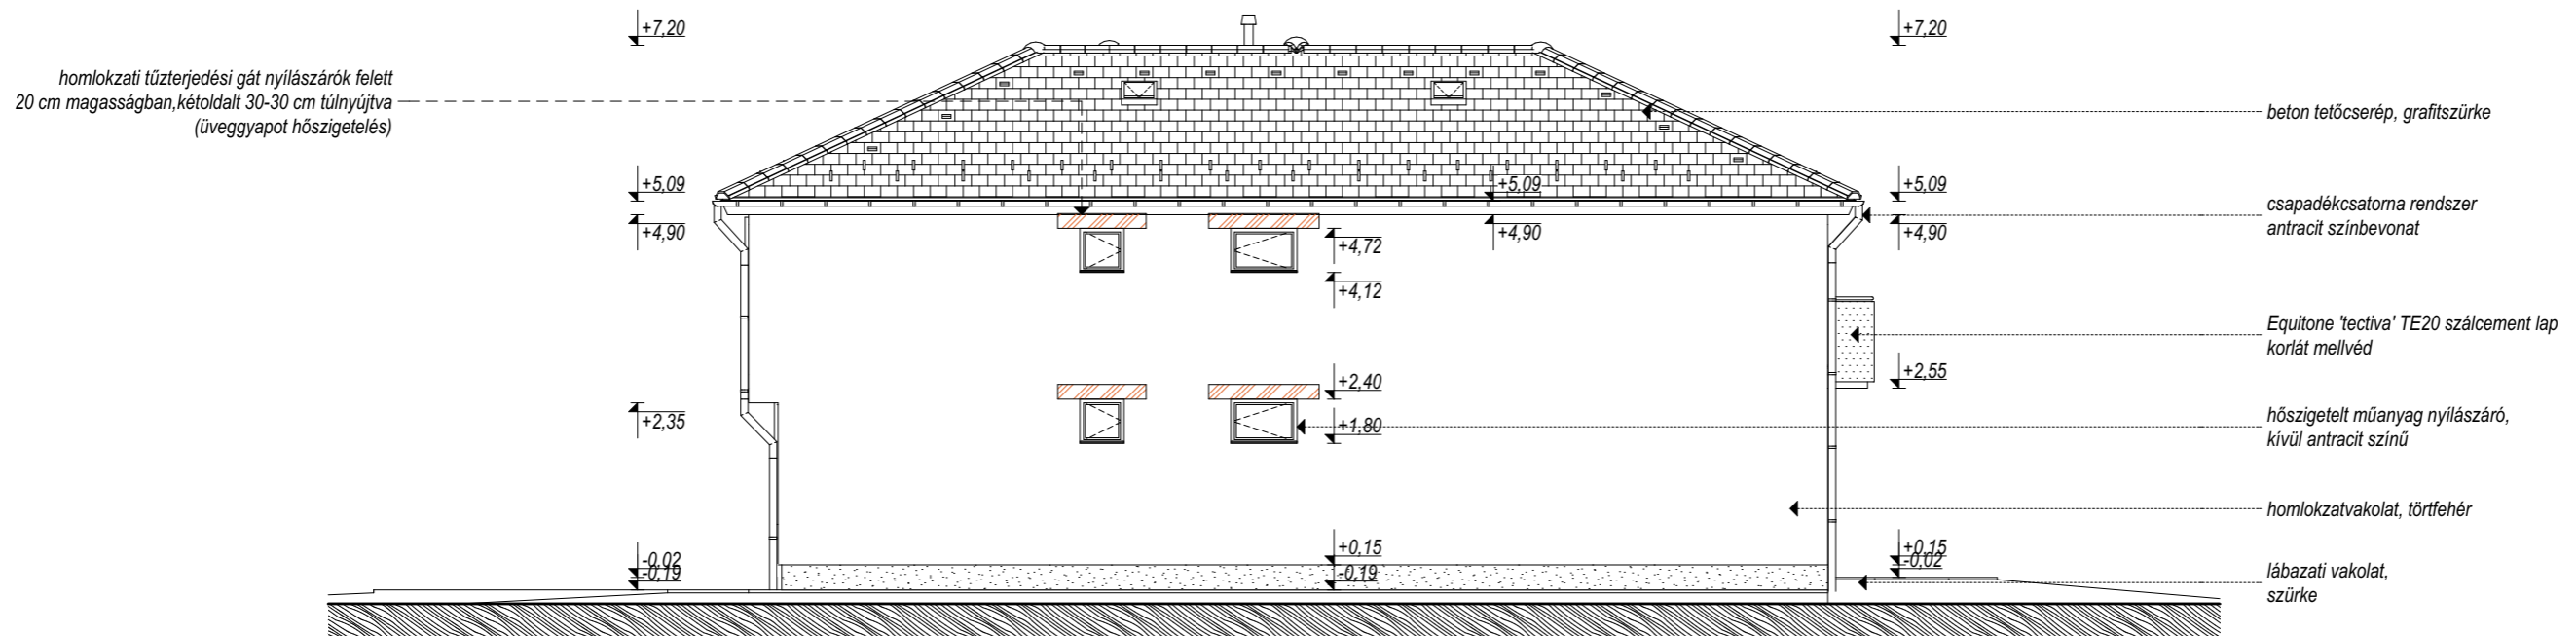 +7,20
+7,20
homlokzati tűzterjedési gát nyílászárók felett
20 cm magasságban,kétoldalt 30-30 cm túlnyújtva
(üveggyapot hőszigetelés)
beton tetőcserép, grafitszürke
+5,09
+5,09
+5,09
csapadékcsatorna rendszer
antracit színbevonat
+4,90
+4,90
+4,90
+4,72
+4,12
Equitone 'tectiva' TE20 szálcement lap
korlát mellvéd
+2,55
+2,40
+2,35
+1,80
hőszigetelt műanyag nyílászáró,
kívül antracit színű
homlokzatvakolat, törtfehér
+0,15
+0,15
-0,02
-0,02
-0,19
-0,19
lábazati vakolat,
szürke